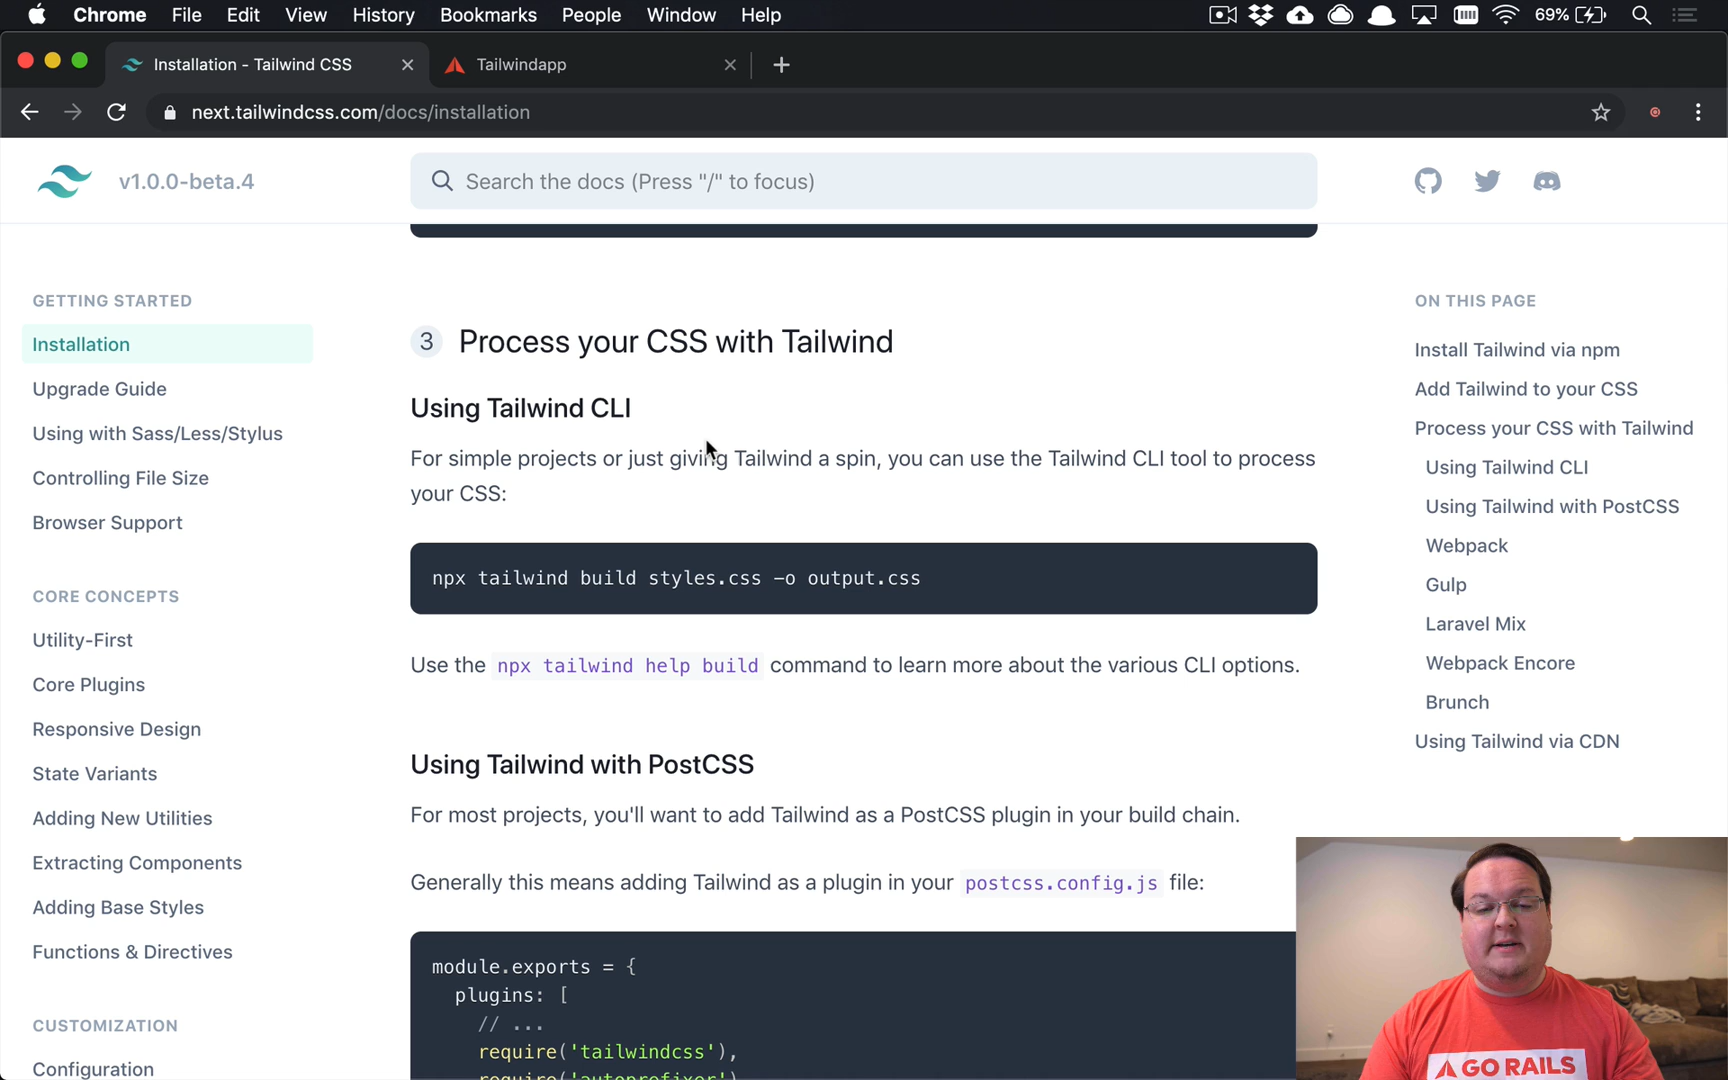 Chrome File Edit View History Bookmarks People Window Help 69%
Installation - Tailwind CSS
Tailwindapp
next.tailwindcss.com/docs/installation
v1.0.0-beta.4
Search the docs (Press "/" to focus)
GETTING STARTED
Installation
Upgrade Guide
Using with Sass/Less/Stylus
Controlling File Size
Browser Support
CORE CONCEPTS
Utility-First
Core Plugins
Responsive Design
State Variants
Adding New Utilities
Extracting Components
Adding Base Styles
Functions & Directives
CUSTOMIZATION
Configuration
3 Process your CSS with Tailwind
Using Tailwind CLI
For simple projects or just giving Tailwind a spin, you can use the Tailwind CLI tool to process
your CSS:
npx tailwind build styles.css -o output.css
Use the npx tailwind help build command to learn more about the various CLI options.
Using Tailwind with PostCSS
For most projects, you'll want to add Tailwind as a PostCSS plugin in your build chain.
Generally this means adding Tailwind as a plugin in your postcss.config.js file:
module.exports = {
plugins: [
// ...
require('tailwindcss'),
require('autoprefixer')
ON THIS PAGE
Install Tailwind via npm
Add Tailwind to your CSS
Process your CSS with Tailwind
Using Tailwind CLI
Using Tailwind with PostCSS
Webpack
Gulp
Laravel Mix
Webpack Encore
Brunch
Using Tailwind via CDN
GO RAILS